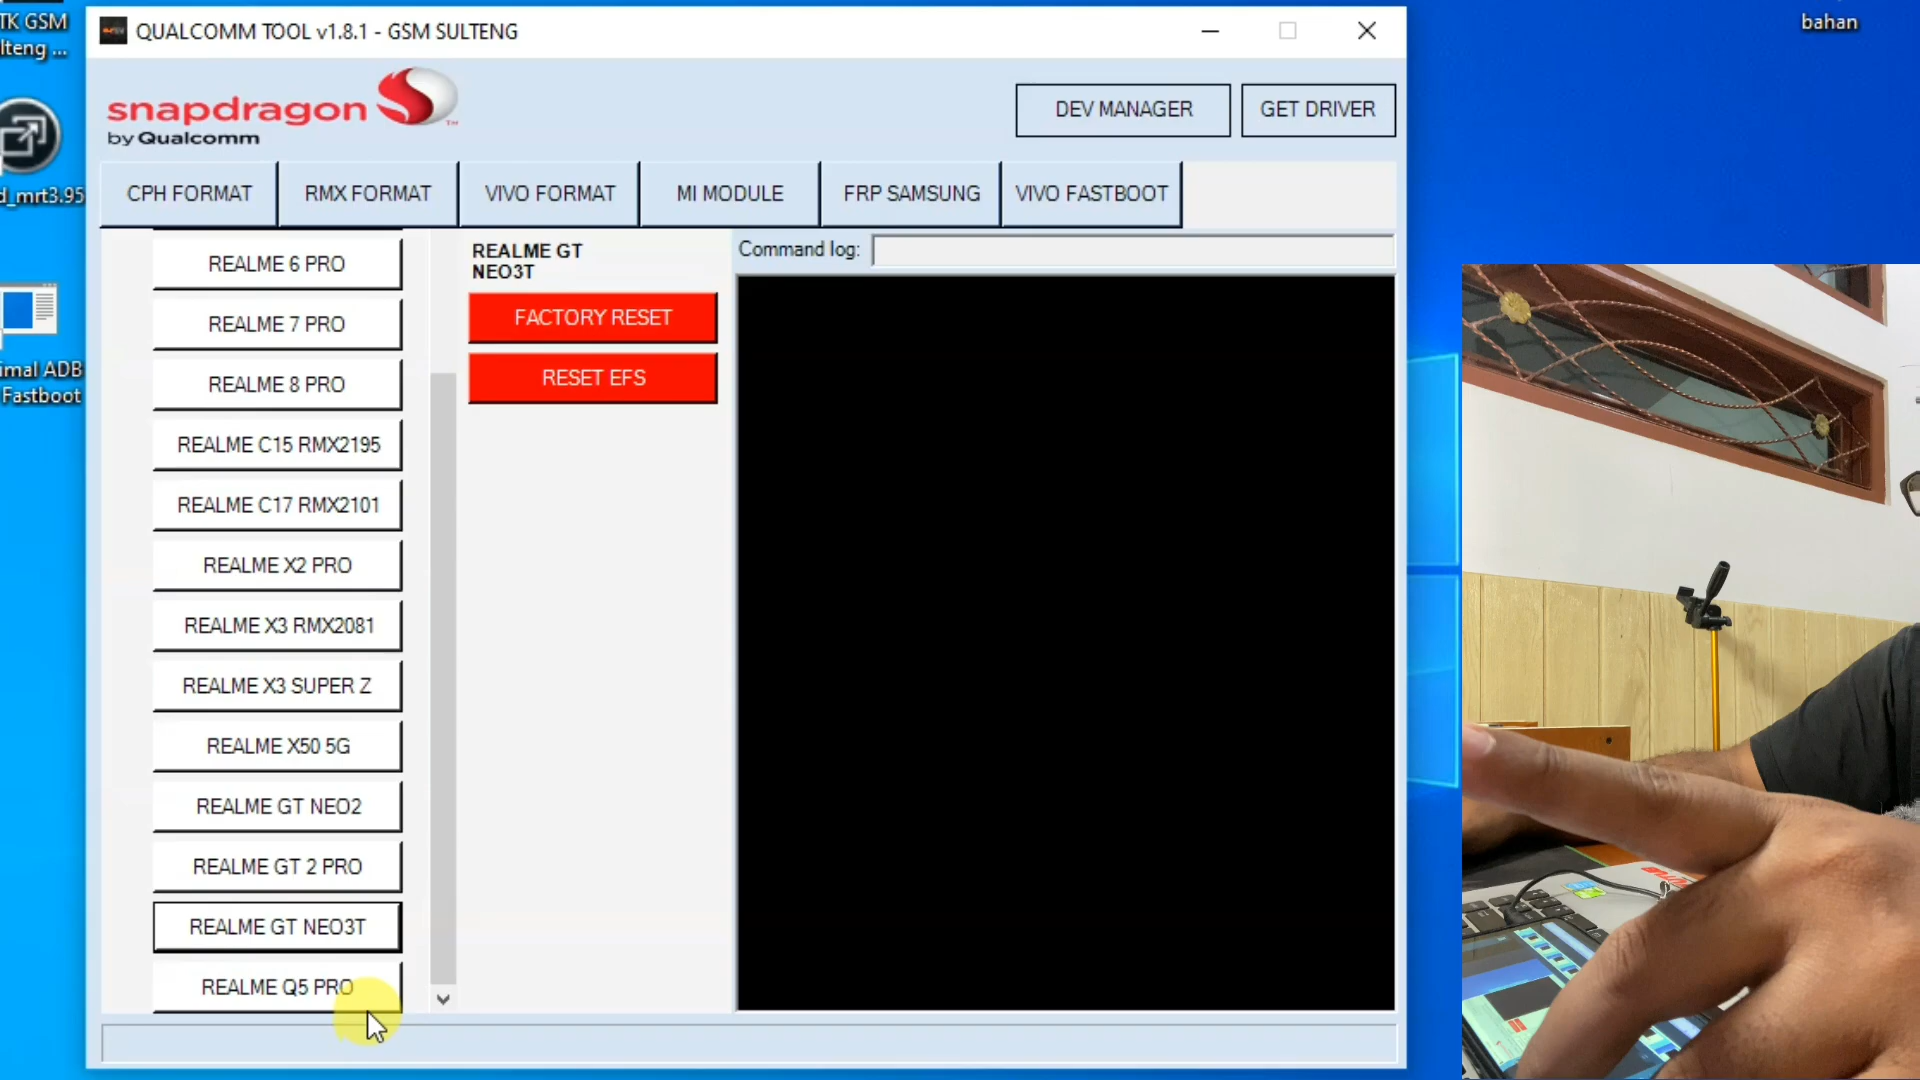 TK GSM
lteng ...
d_mrt3.95
imal ADB
Fastboot
bahan
QUALCOMM TOOL v1.8.1 - GSM SULTENG
snapdragon
by Qualcomm
DEV MANAGER
GET DRIVER
CPH FORMAT
RMX FORMAT
VIVO FORMAT
MI MODULE
FRP SAMSUNG
VIVO FASTBOOT
REALME 6 PRO
REALME 7 PRO
REALME 8 PRO
REALME C15 RMX2195
REALME C17 RMX2101
REALME X2 PRO
REALME X3 RMX2081
REALME X3 SUPER Z
REALME X50 5G
REALME GT NEO2
REALME GT 2 PRO
REALME GT NEO3T
REALME Q5 PRO
REALME GT
NEO3T
FACTORY RESET
RESET EFS
Command log: